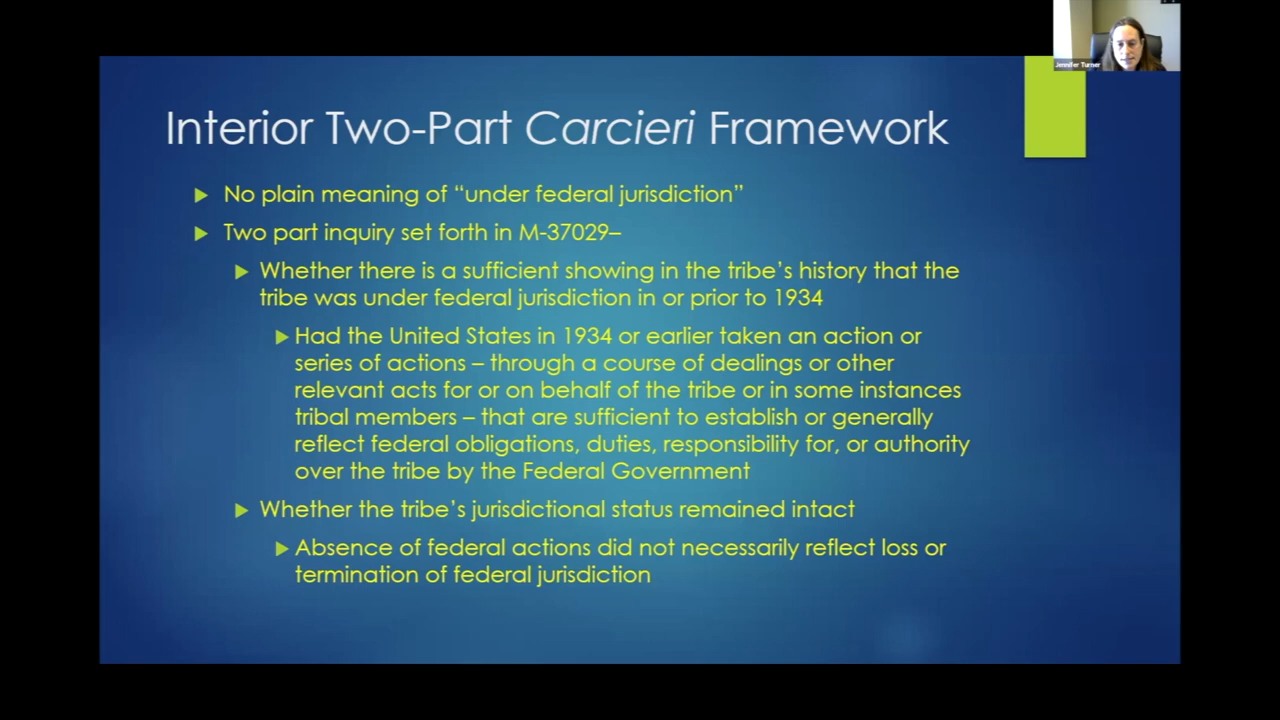 Jennifer Turner
Interior Two-Part Carcieri Framework
No plain meaning of “under federal jurisdiction”
Two part inquiry set forth in M-37029–
Whether there is a sufficient showing in the tribe’s history that the
tribe was under federal jurisdiction in or prior to 1934
Had the United States in 1934 or earlier taken an action or
series of actions – through a course of dealings or other
relevant acts for or on behalf of the tribe or in some instances
tribal members – that are sufficient to establish or generally
reflect federal obligations, duties, responsibility for, or authority
over the tribe by the Federal Government
Whether the tribe’s jurisdictional status remained intact
Absence of federal actions did not necessarily reflect loss or
termination of federal jurisdiction